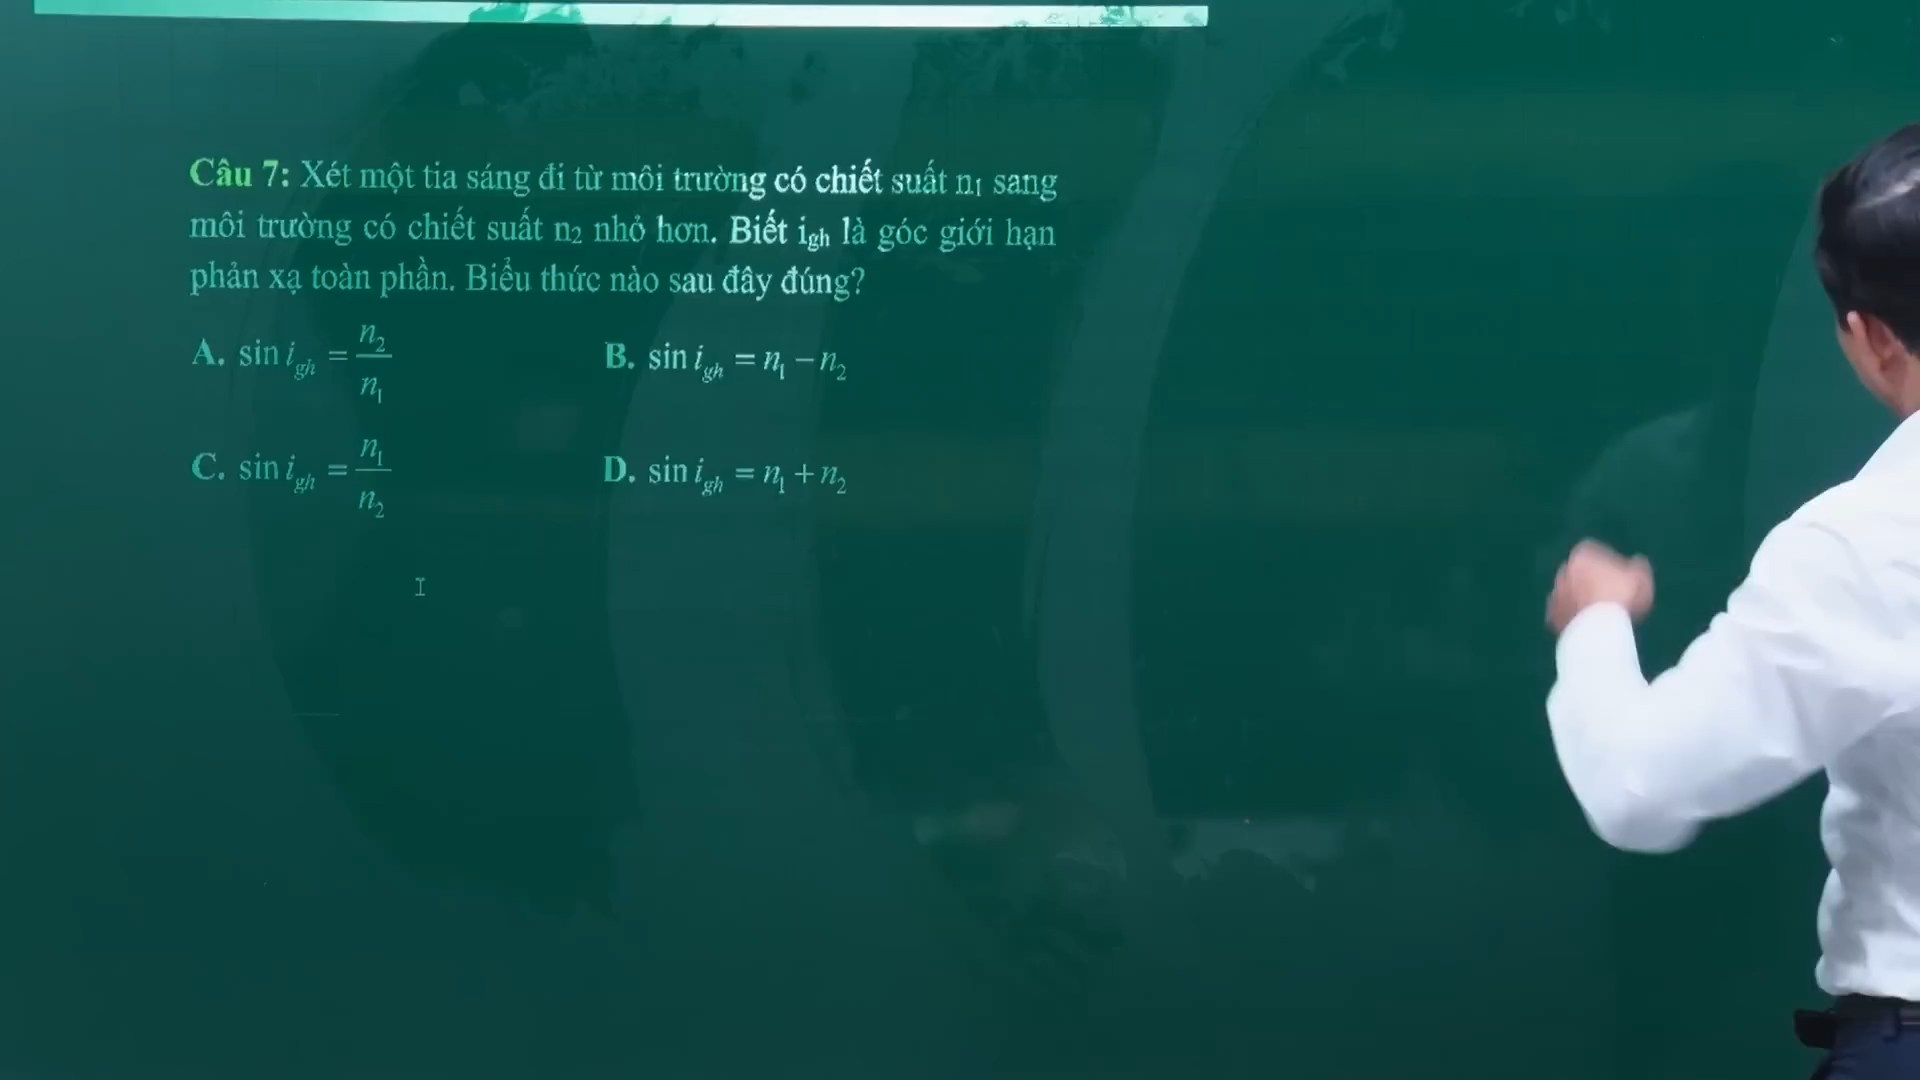 Câu 7: Xét một tia sáng đi từ môi trường có chiết suất n₁ sang
môi trường có chiết suất n₂ nhỏ hơn. Biết i_gh là góc giới hạn
phản xạ toàn phần. Biểu thức nào sau đây đúng?
A. sin i_gh = n₂/n₁
B. sin i_gh = n₁ − n₂
C. sin i_gh = n₁/n₂
D. sin i_gh = n₁ + n₂